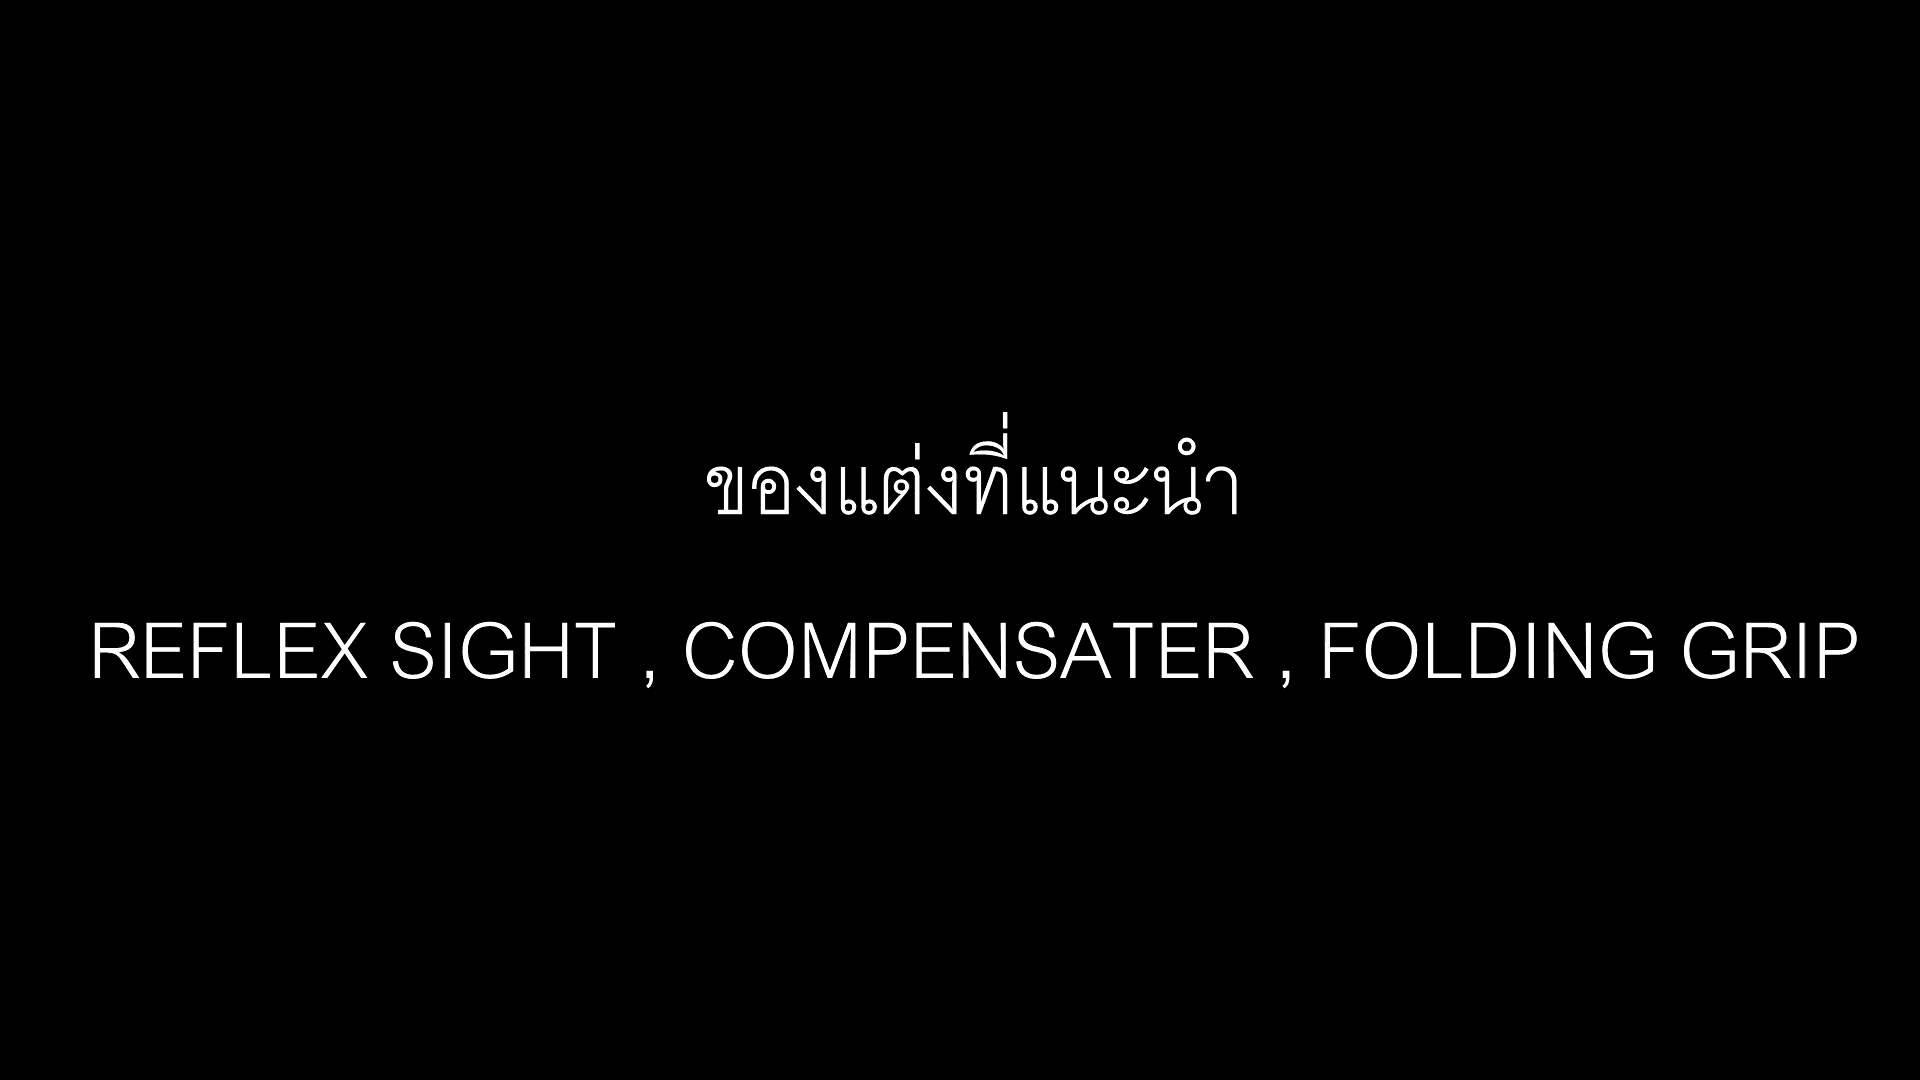 ของแต่งที่แนะนำ
REFLEX SIGHT , COMPENSATER , FOLDING GRIP